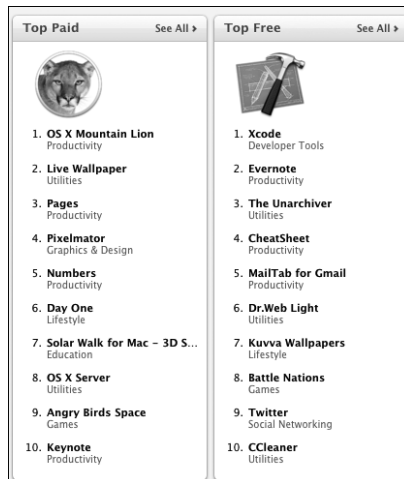 Top Paid See All ›
1. OS X Mountain Lion
Productivity
2. Live Wallpaper
Utilities
3. Pages
Productivity
4. Pixelmator
Graphics & Design
5. Numbers
Productivity
6. Day One
Lifestyle
7. Solar Walk for Mac – 3D S...
Education
8. OS X Server
Utilities
9. Angry Birds Space
Games
10. Keynote
Productivity
Top Free See All ›
1. Xcode
Developer Tools
2. Evernote
Productivity
3. The Unarchiver
Utilities
4. CheatSheet
Productivity
5. MailTab for Gmail
Productivity
6. Dr.Web Light
Utilities
7. Kuvva Wallpapers
Lifestyle
8. Battle Nations
Games
9. Twitter
Social Networking
10. CCleaner
Utilities